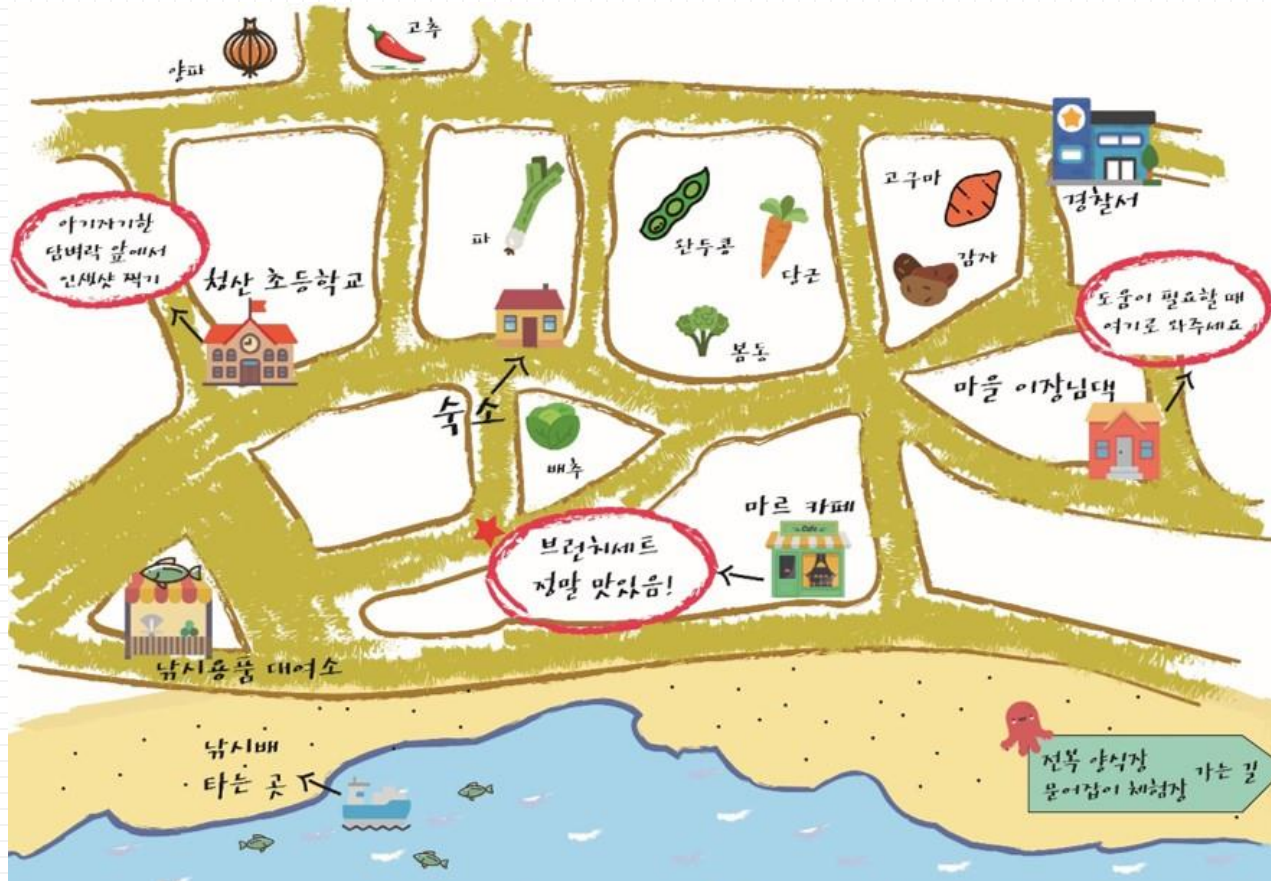 고추
양파
고구마
경찰서
파
완두콩
당근
감자
아기자기한
담벼락 앞에서
인생샷 찍기
청산 초등학교
도움이 필요할 때
여기로 와주세요
봄동
마을 이장님댁
숙소
배추
마르 카페
Cafe
브런치세트
정말 맛있음!
낚시용품 대여소
낚시배
타는 곳
전복 양식장
문어잡이 체험장
가는 길